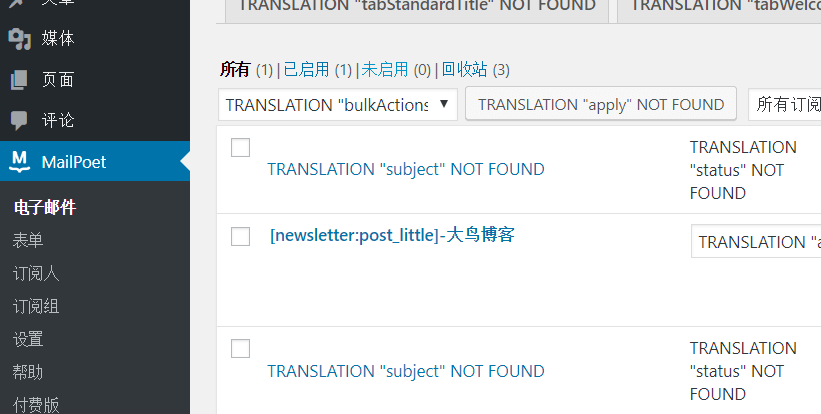 TRANSLATION "tabStandardTitle" NOT FOUND
TRANSLATION "tabWelco
媒体
页面
评论
MailPoet
电子邮件
表单
订阅人
订阅组
设置
帮助
付费版
所有 (1) | 已启用 (1) | 未启用 (0) | 回收站 (3)
TRANSLATION "bulkActions
TRANSLATION "apply" NOT FOUND
所有订阅
TRANSLATION "subject" NOT FOUND
TRANSLATION
"status" NOT
FOUND
[newsletter:post_little]-大鸟博客
TRANSLATION "a
TRANSLATION "subject" NOT FOUND
TRANSLATION
"status" NOT
FOUND